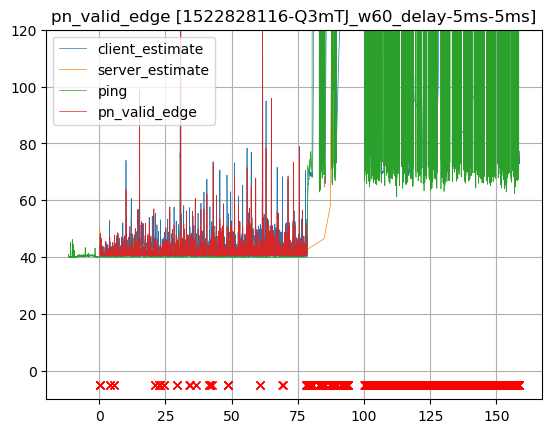 pn_valid_edge [1522828116-Q3mTJ_w60_delay-5ms-5ms]
120
100
80
60
40
20
0
client_estimate
server_estimate
ping
pn_valid_edge
0
25
50
75
100
125
150